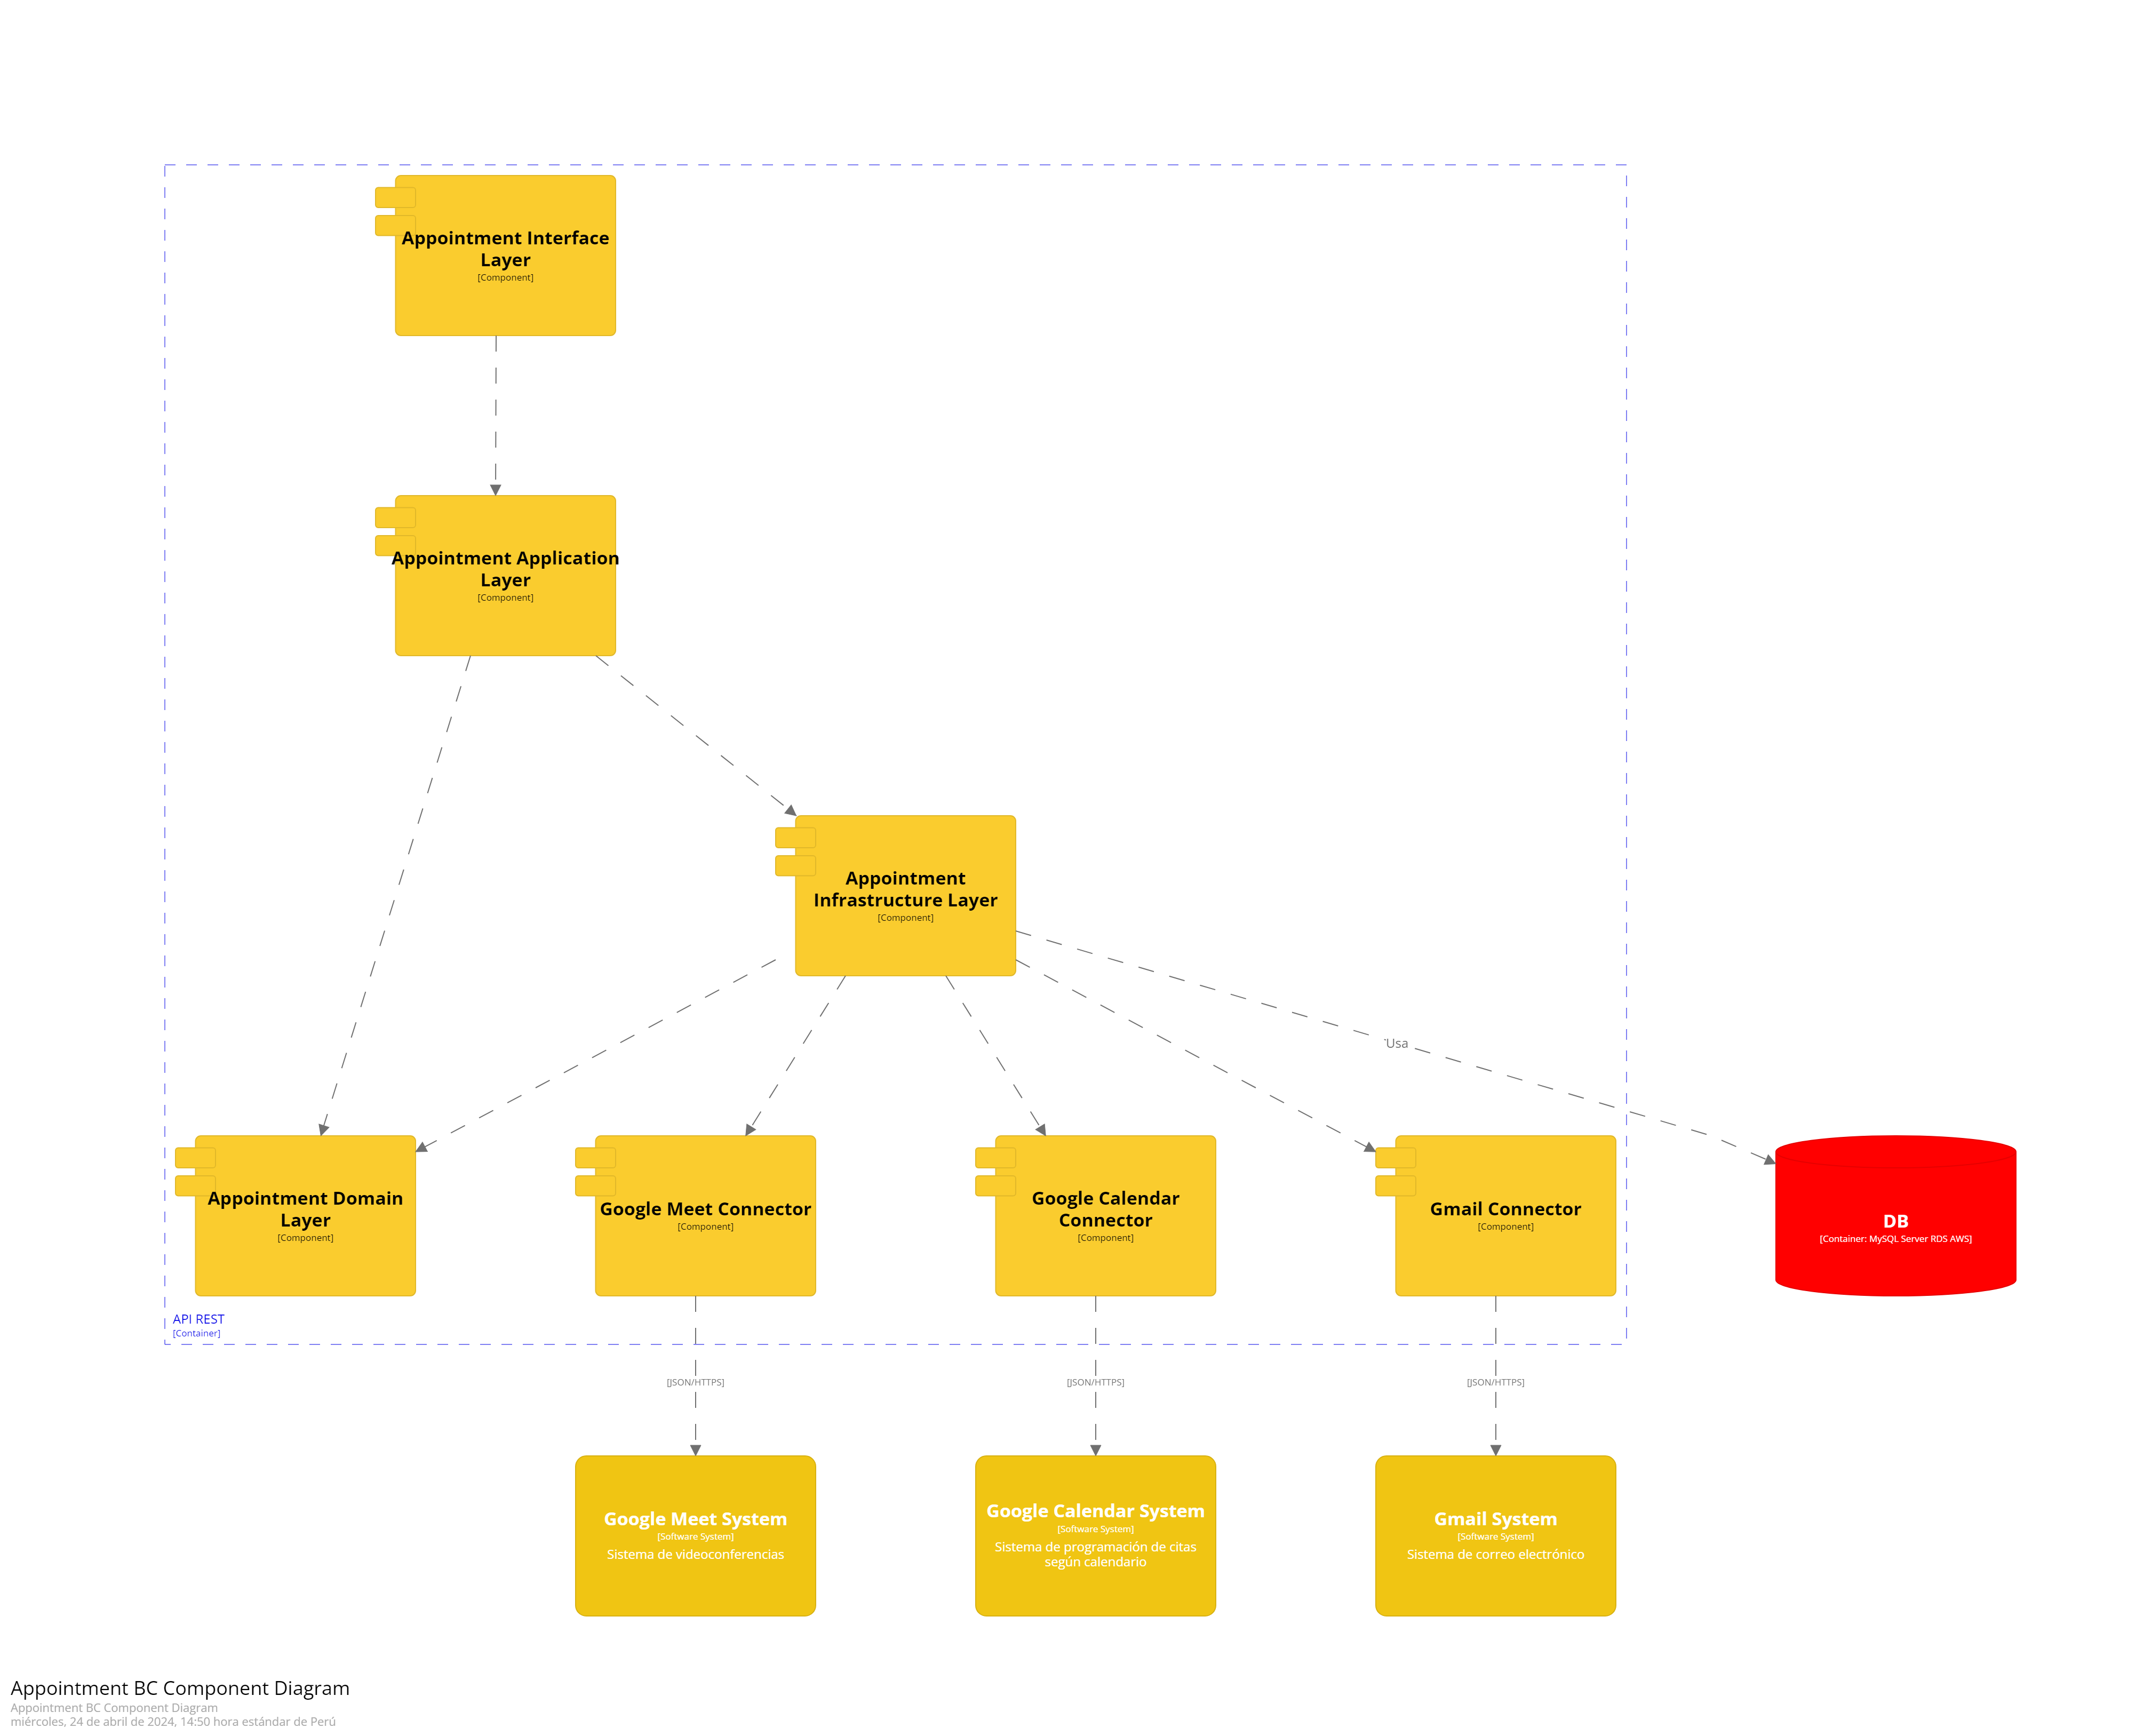 Appointment Interface
Layer
[Component]
Appointment Application
Layer
[Component]
Appointment
Infrastructure Layer
[Component]
Usa
Appointment Domain
Layer
[Component]
Google Meet Connector
[Component]
Google Calendar
Connector
[Component]
Gmail Connector
[Component]
DB
[Container: MySQL Server RDS AWS]
API REST
[Container]
[JSON/HTTPS]
[JSON/HTTPS]
[JSON/HTTPS]
Google Meet System
[Software System]
Sistema de videoconferencias
Google Calendar System
[Software System]
Sistema de programación de citas
según calendario
Gmail System
[Software System]
Sistema de correo electrónico
Appointment BC Component Diagram
Appointment BC Component Diagram
miércoles, 24 de abril de 2024, 14:50 hora estándar de Perú